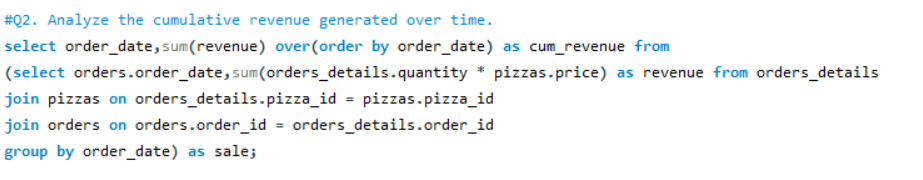 #Q2. Analyze the cumulative revenue generated over time.
select order_date,sum(revenue) over(order by order_date) as cum_revenue from
(select orders.order_date,sum(orders_details.quantity * pizzas.price) as revenue from orders_details
join pizzas on orders_details.pizza_id = pizzas.pizza_id
join orders on orders.order_id = orders_details.order_id
group by order_date) as sale;